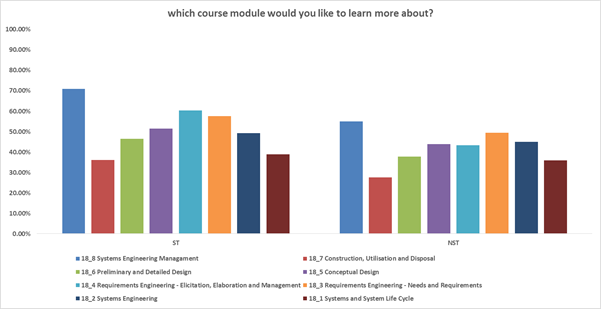 which course module would you like to learn more about?
100.00%
90.00%
80.00%
70.00%
60.00%
50.00%
40.00%
30.00%
20.00%
10.00%
0.00%
ST NST
18_8 Systems Engineering Management 18_7 Construction, Utilisation and Disposal
18_6 Preliminary and Detailed Design 18_5 Conceptual Design
18_4 Requirements Engineering - Elicitation, Elaboration and Management 18_3 Requirements Engineering - Needs and Requirements
18_2 Systems Engineering 18_1 Systems and System Life Cycle